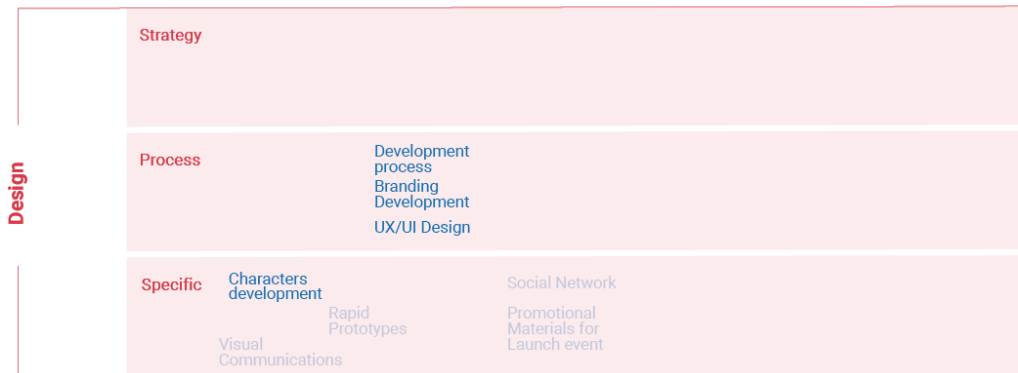 Design
Strategy
Process
Development
process
Branding
Development
UX/UI Design
Specific
Characters
development
Rapid
Prototypes
Visual
Communications
Social Network
Promotional
Materials for
Launch event